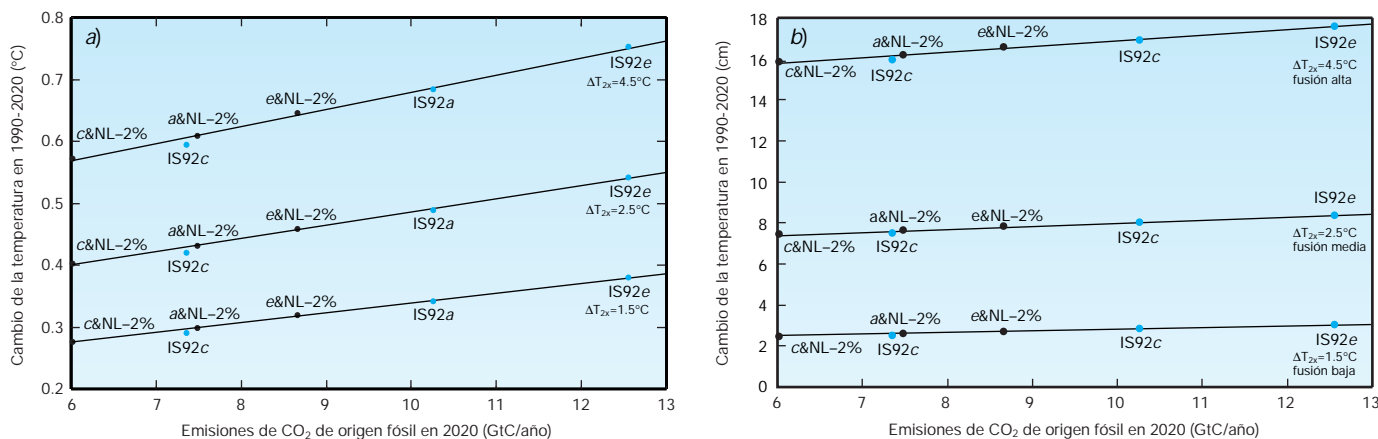 a)
Cambio de la temperatura en 1990-2020 (°C)
0.8
0.7
0.6
0.5
0.4
0.3
0.2
c&NL–2%
a&NL–2%
IS92c
e&NL–2%
IS92a
IS92e
ΔT2x=4.5°C
c&NL–2%
a&NL–2%
IS92c
e&NL–2%
IS92a
IS92e
ΔT2x=2.5°C
c&NL–2%
a&NL–2%
IS92c
e&NL–2%
IS92a
IS92e
ΔT2x=1.5°C
6 7 8 9 10 11 12 13
Emisiones de CO2 de origen fósil en 2020 (GtC/año)
b)
Cambio de la temperatura en 1990-2020 (cm)
18
16
14
12
10
8
6
4
2
0
c&NL–2%
a&NL–2%
IS92c
e&NL–2%
IS92c
IS92e
ΔT2x=4.5°C
fusión alta
c&NL–2%
a&NL–2%
IS92c
e&NL–2%
IS92c
IS92e
ΔT2x=2.5°C
fusión media
c&NL–2%
a&NL–2%
IS92c
e&NL–2%
IS92c
IS92e
ΔT2x=1.5°C
fusión baja
6 7 8 9 10 11 12 13
Emisiones de CO2 de origen fósil en 2020 (GtC/año)